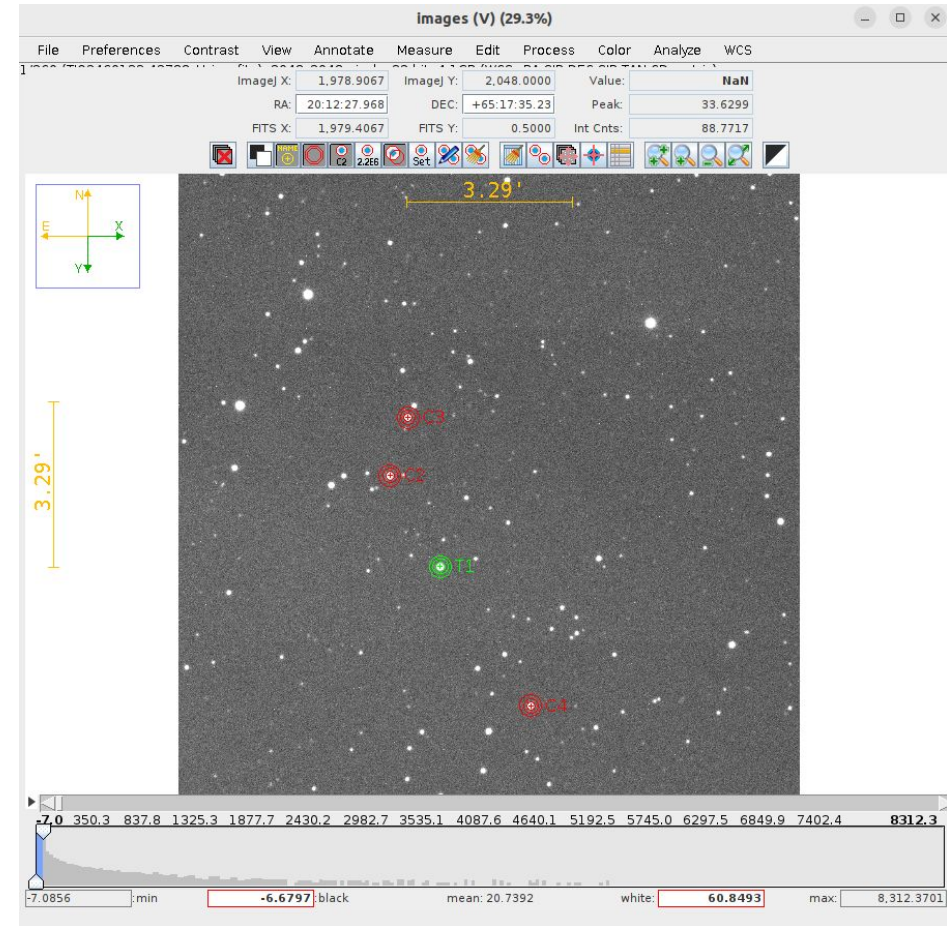 images (V) (29.3%)
File Preferences Contrast View Annotate Measure Edit Process Color Analyze WCS
ImageJ X: 1,978.9067 ImageJ Y: 2,048.0000 Value: NaN
RA: 20:12:27.968 DEC: +65:17:35.23 Peak: 33.6299
FITS X: 1,979.4067 FITS Y: 0.5000 Int Cnts: 88.7717
NAME C2 2.2E6 Set
3.29'
N
E X
Y
C3
3.29'
C2
T1
C4
-7.0 350.3 837.8 1325.3 1877.7 2430.2 2982.7 3535.1 4087.6 4640.1 5192.5 5745.0 6297.5 6849.9 7402.4 8312.3
-7.0856 :min -6.6797 :black mean: 20.7392 white: 60.8493 max: 8,312.3701